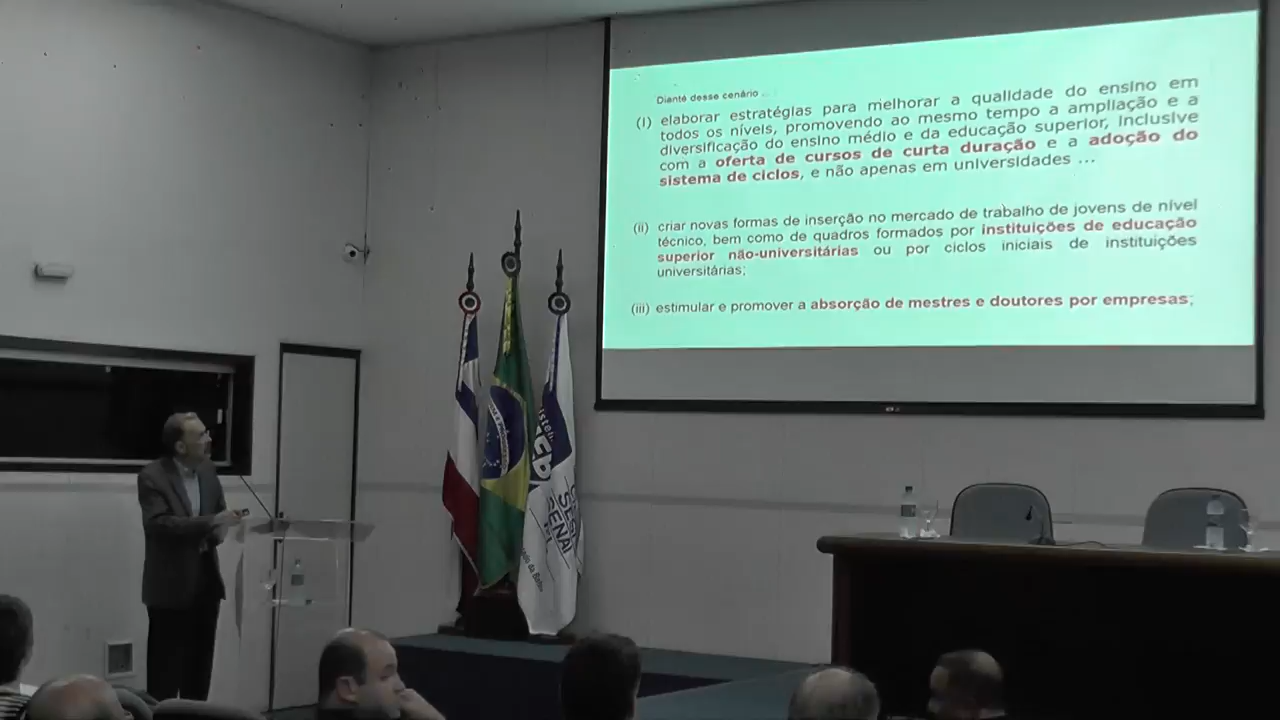 Diante desse cenário ..
(I) elaborar estratégias para melhorar a qualidade do ensino em
todos os níveis, promovendo ao mesmo tempo a ampliação e a
diversificação do ensino médio e da educação superior, inclusive
com a oferta de cursos de curta duração e a adoção do
sistema de ciclos, e não apenas em universidades ...
(ii) criar novas formas de inserção no mercado de trabalho de jovens de nível
técnico, bem como de quadros formados por instituições de educação
superior não-universitárias ou por ciclos iniciais de instituições
universitárias;
(iii) estimular e promover a absorção de mestres e doutores por empresas;
SENAI